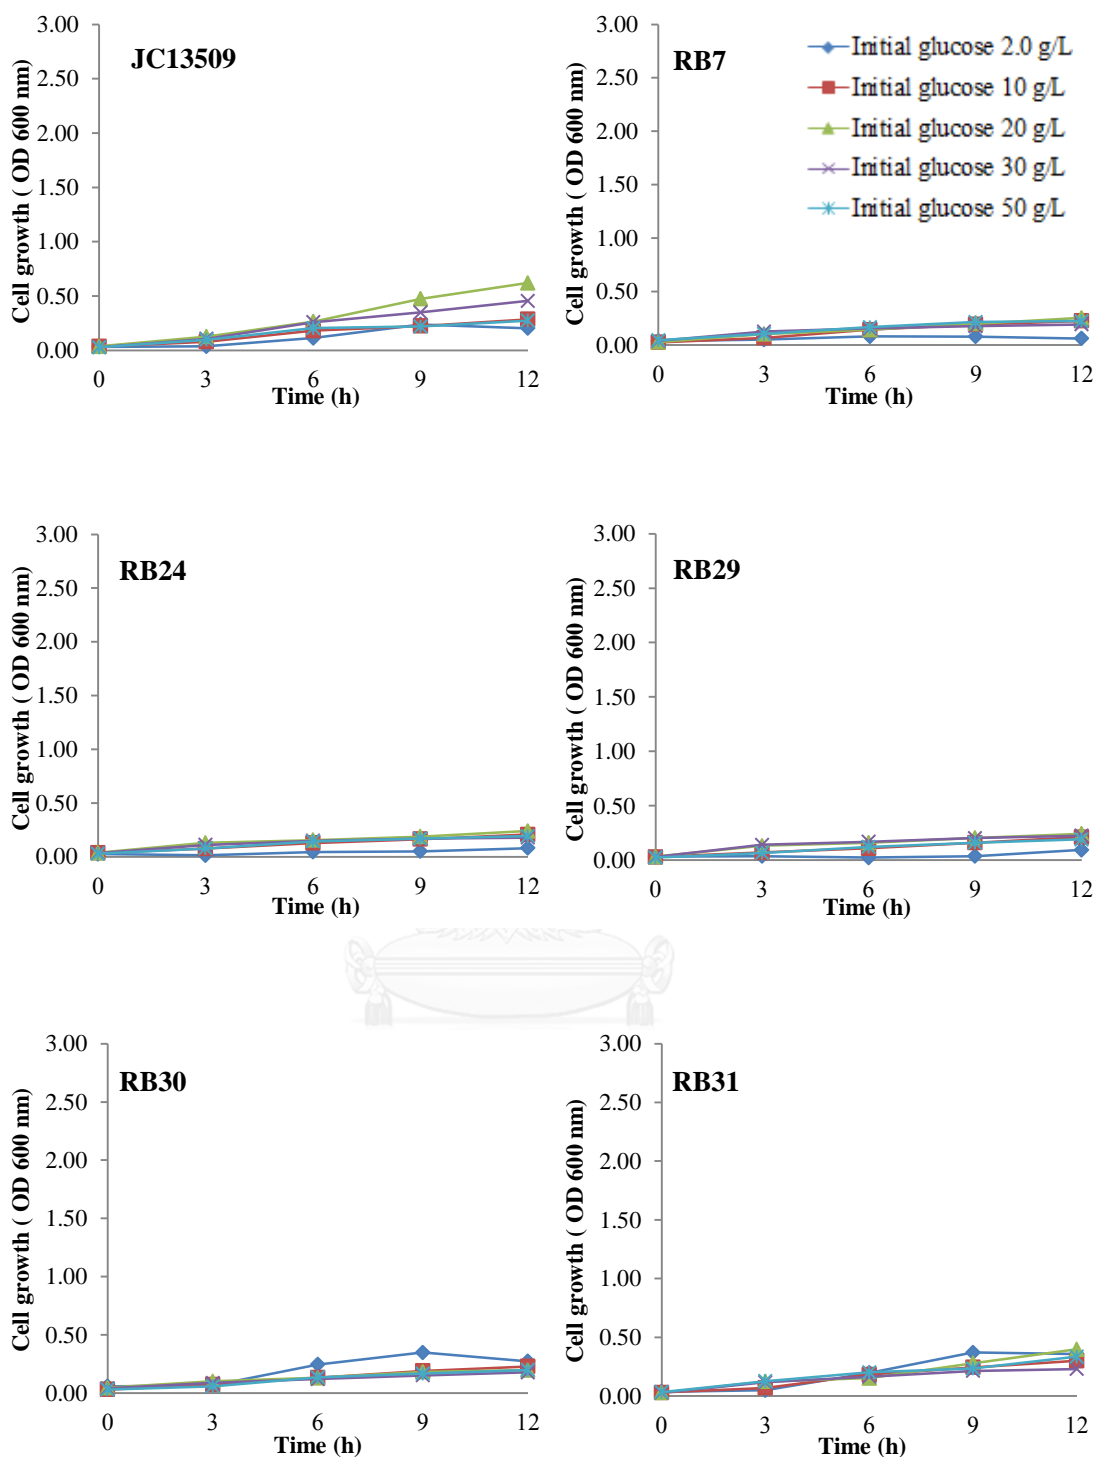 JC13509
Cell growth ( OD 600 nm)
3.00
2.50
2.00
1.50
1.00
0.50
0.00
0 3 6 9 12
Time (h)
RB7
Initial glucose 2.0 g/L
Initial glucose 10 g/L
Initial glucose 20 g/L
Initial glucose 30 g/L
Initial glucose 50 g/L
Cell growth ( OD 600 nm)
3.00
2.50
2.00
1.50
1.00
0.50
0.00
0 3 6 9 12
Time (h)
RB24
Cell growth ( OD 600 nm)
3.00
2.50
2.00
1.50
1.00
0.50
0.00
0 3 6 9 12
Time (h)
RB29
Cell growth ( OD 600 nm)
3.00
2.50
2.00
1.50
1.00
0.50
0.00
0 3 6 9 12
Time (h)
RB30
Cell growth ( OD 600 nm)
3.00
2.50
2.00
1.50
1.00
0.50
0.00
0 3 6 9 12
Time (h)
RB31
Cell growth ( OD 600 nm)
3.00
2.50
2.00
1.50
1.00
0.50
0.00
0 3 6 9 12
Time (h)